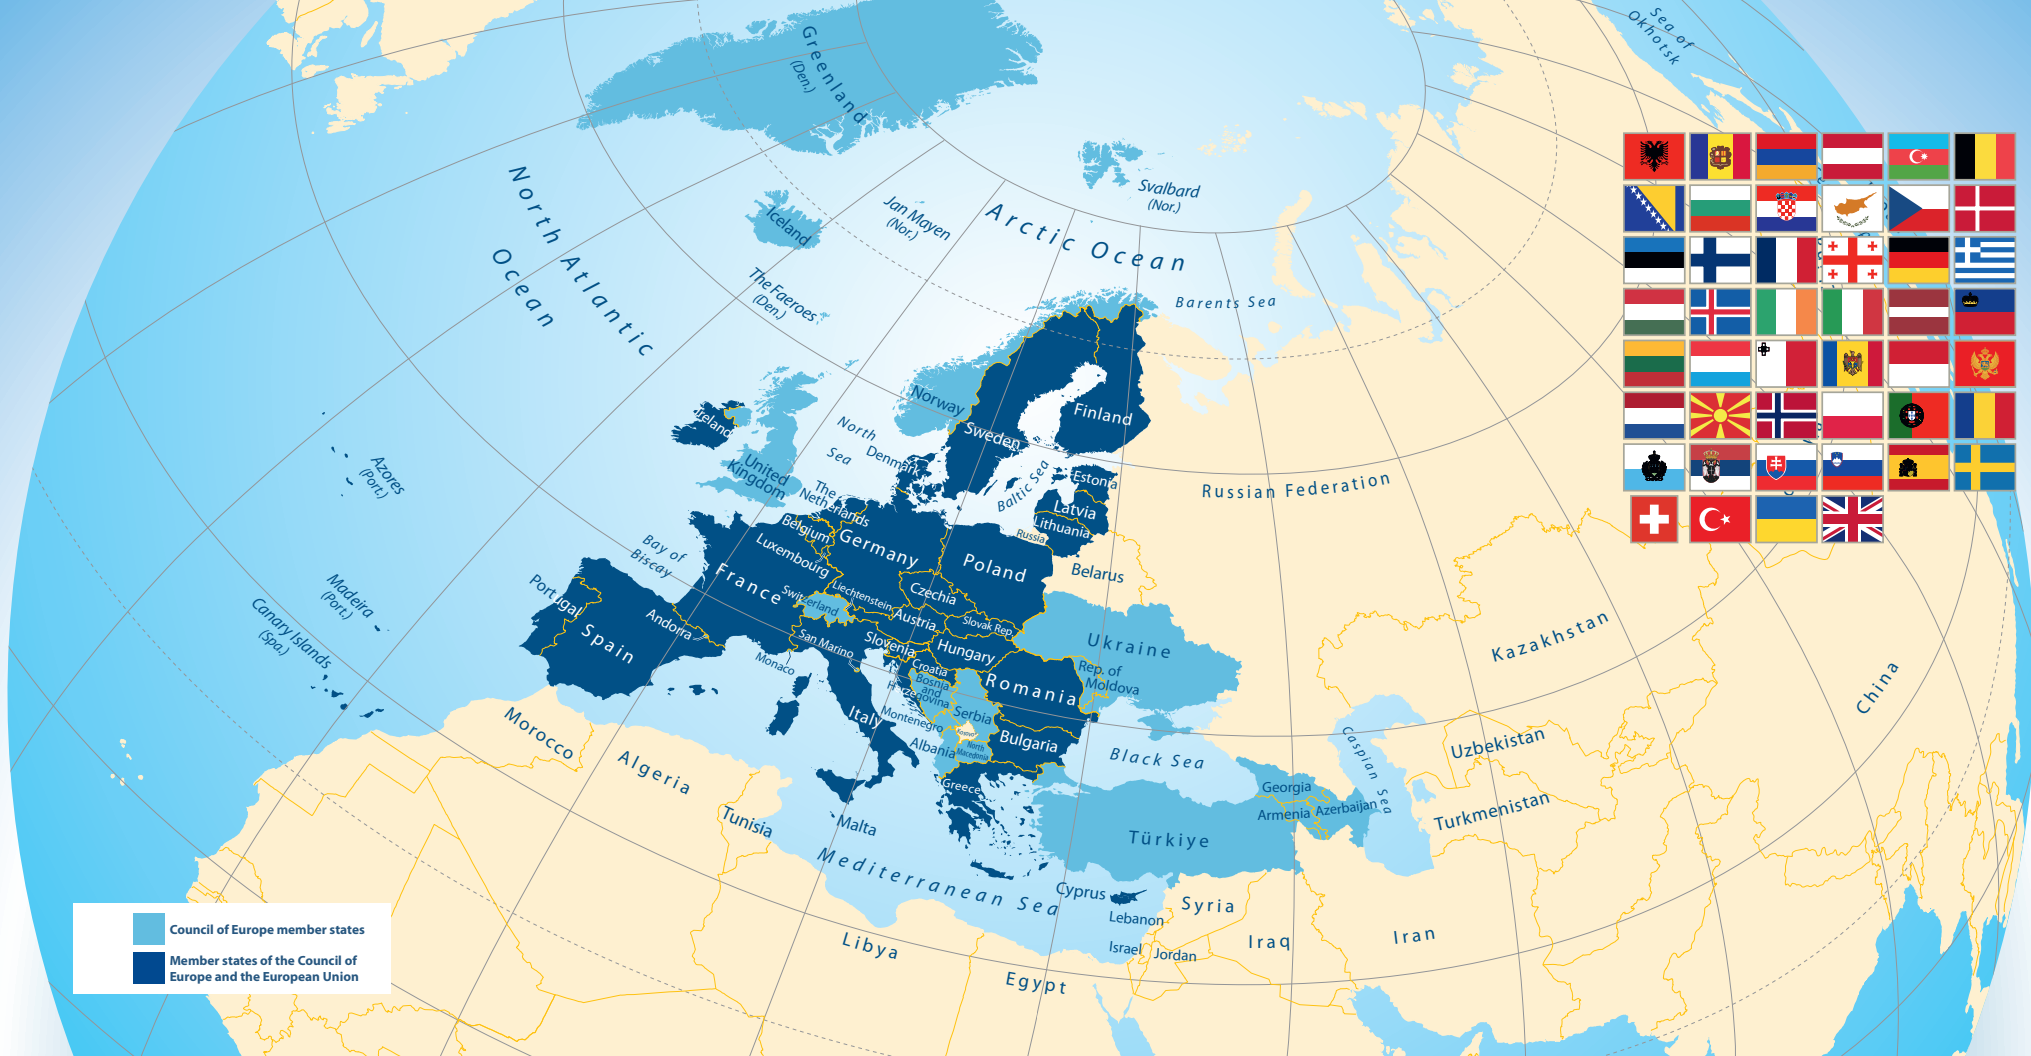 Sea of
Okhotsk
Greenland
(Den.)
Svalbard
(Nor.)
North Atlantic
Ocean
Jan Mayen
(Nor.)
Arctic Ocean
Iceland
The Faeroes
(Den.)
Barents Sea
Norway
Finland
Sweden
Ireland
North
Sea
Denmark
United
Kingdom
Baltic Sea
Estonia
Azores
(Port.)
Russian Federation
The
Netherlands
Latvia
Lithuania
Russia
Belgium
Germany
Luxembourg
Poland
Belarus
Bay of
Biscay
France
Switzerland
Liechtenstein
Czechia
Portugal
Madeira
(Port.)
Canary Islands
(Spa.)
Andorra
Spain
Austria
Slovak Rep.
San Marino
Slovenia
Hungary
Ukraine
Kazakhstan
Monaco
Croatia
Rep. of
Moldova
Bosnia
and
Herzegovina
Romania
China
Serbia
Italy
Montenegro
Kosovo*
North
Macedonia
Albania
Bulgaria
Morocco
Algeria
Black Sea
Caspian Sea
Uzbekistan
Greece
Georgia
Armenia
Azerbaijan
Turkmenistan
Tunisia
Malta
Türkiye
Mediterranean Sea
Cyprus
Syria
Lebanon
Council of Europe member states
Libya
Israel
Jordan
Iraq
Iran
Member states of the Council of
Europe and the European Union
Egypt